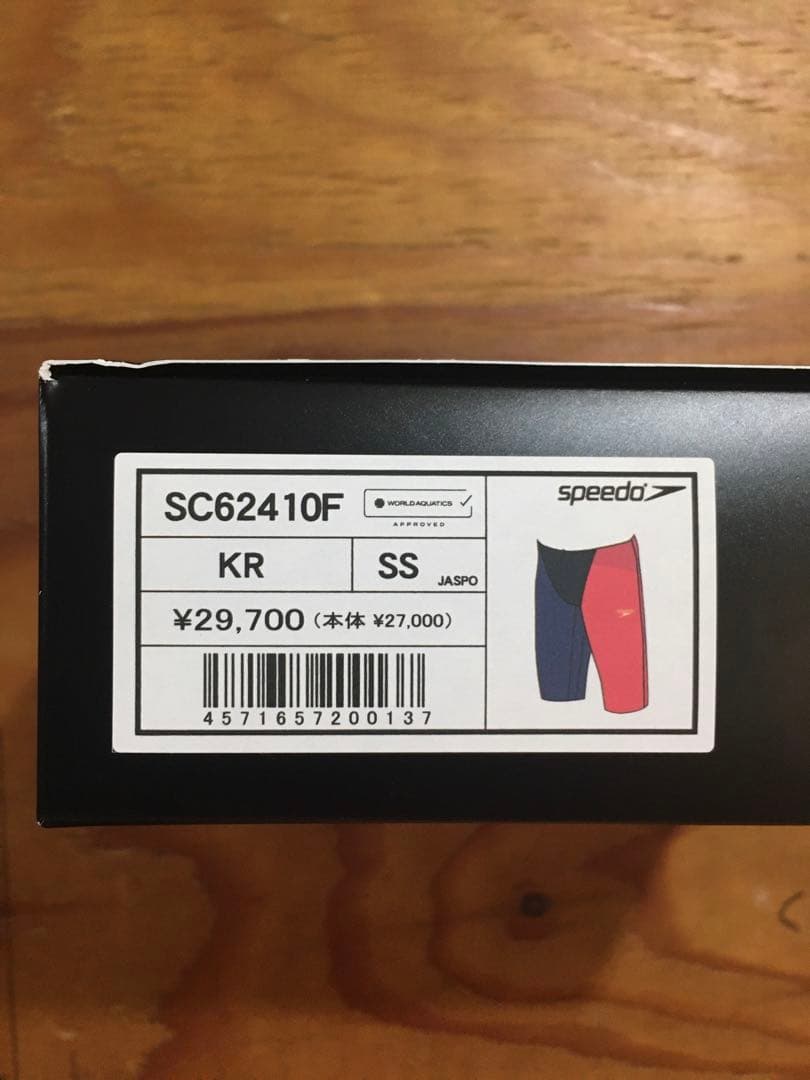 SC62410F
WORLD AQUATICS
APPROVED
speedo
KR
SS
JASPO
¥29,700（本体 ¥27,000）
4571657200137